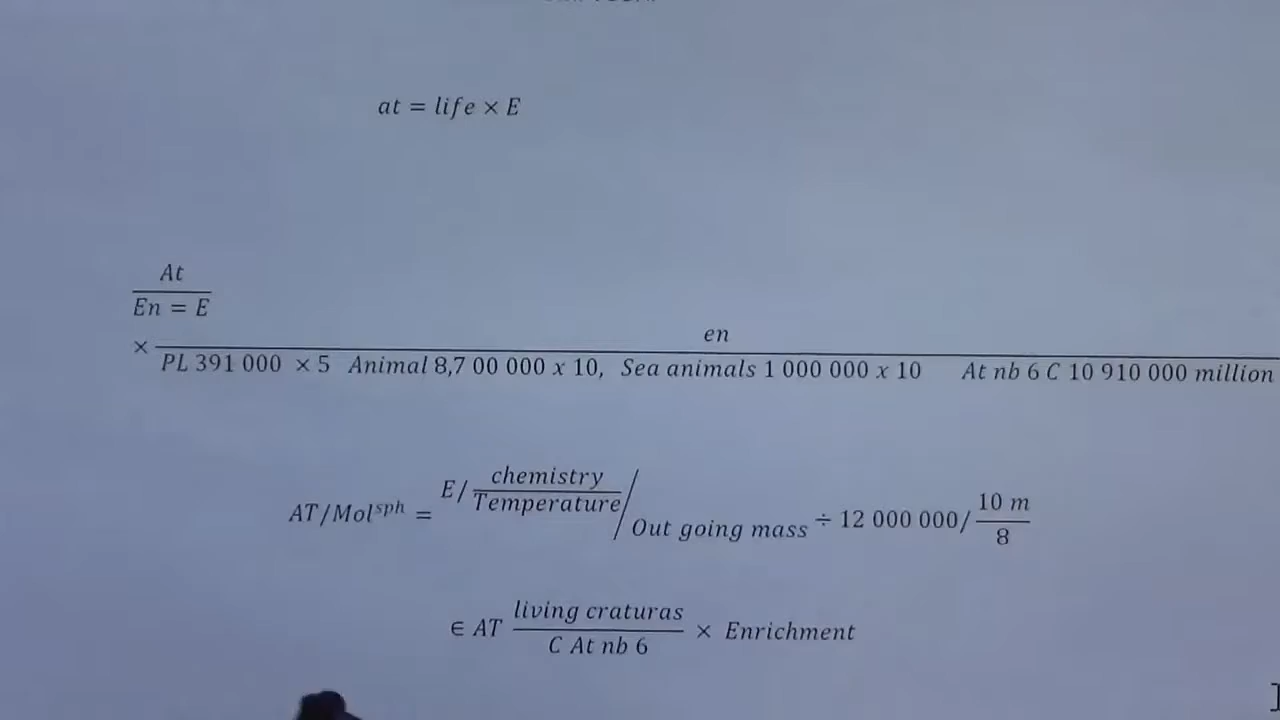 at = life × E
At
En = E
en
× PL 391 000 × 5 Animal 8,7 00 000 x 10, Sea animals 1 000 000 x 10 At nb 6 C 10 910 000 million
AT/Mol^sph = E/ chemistry / Temperature / Out going mass ÷ 12 000 000/ 10 m / 8
∈ AT living craturas / C At nb 6 × Enrichment